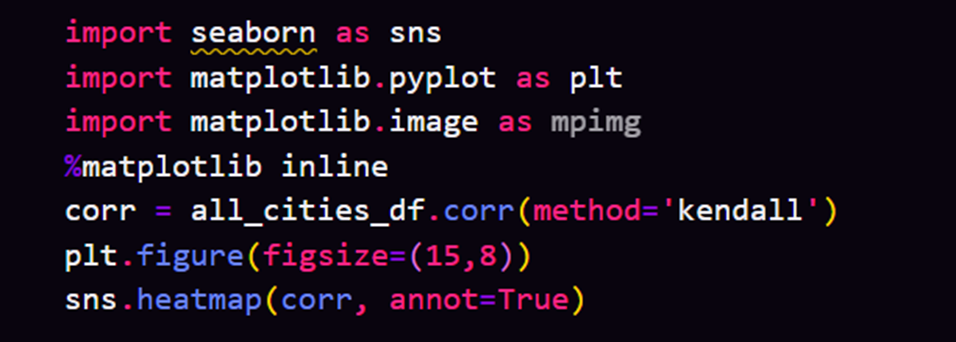 import seaborn as sns
import matplotlib.pyplot as plt
import matplotlib.image as mpimg
%matplotlib inline
corr = all_cities_df.corr(method='kendall')
plt.figure(figsize=(15,8))
sns.heatmap(corr, annot=True)